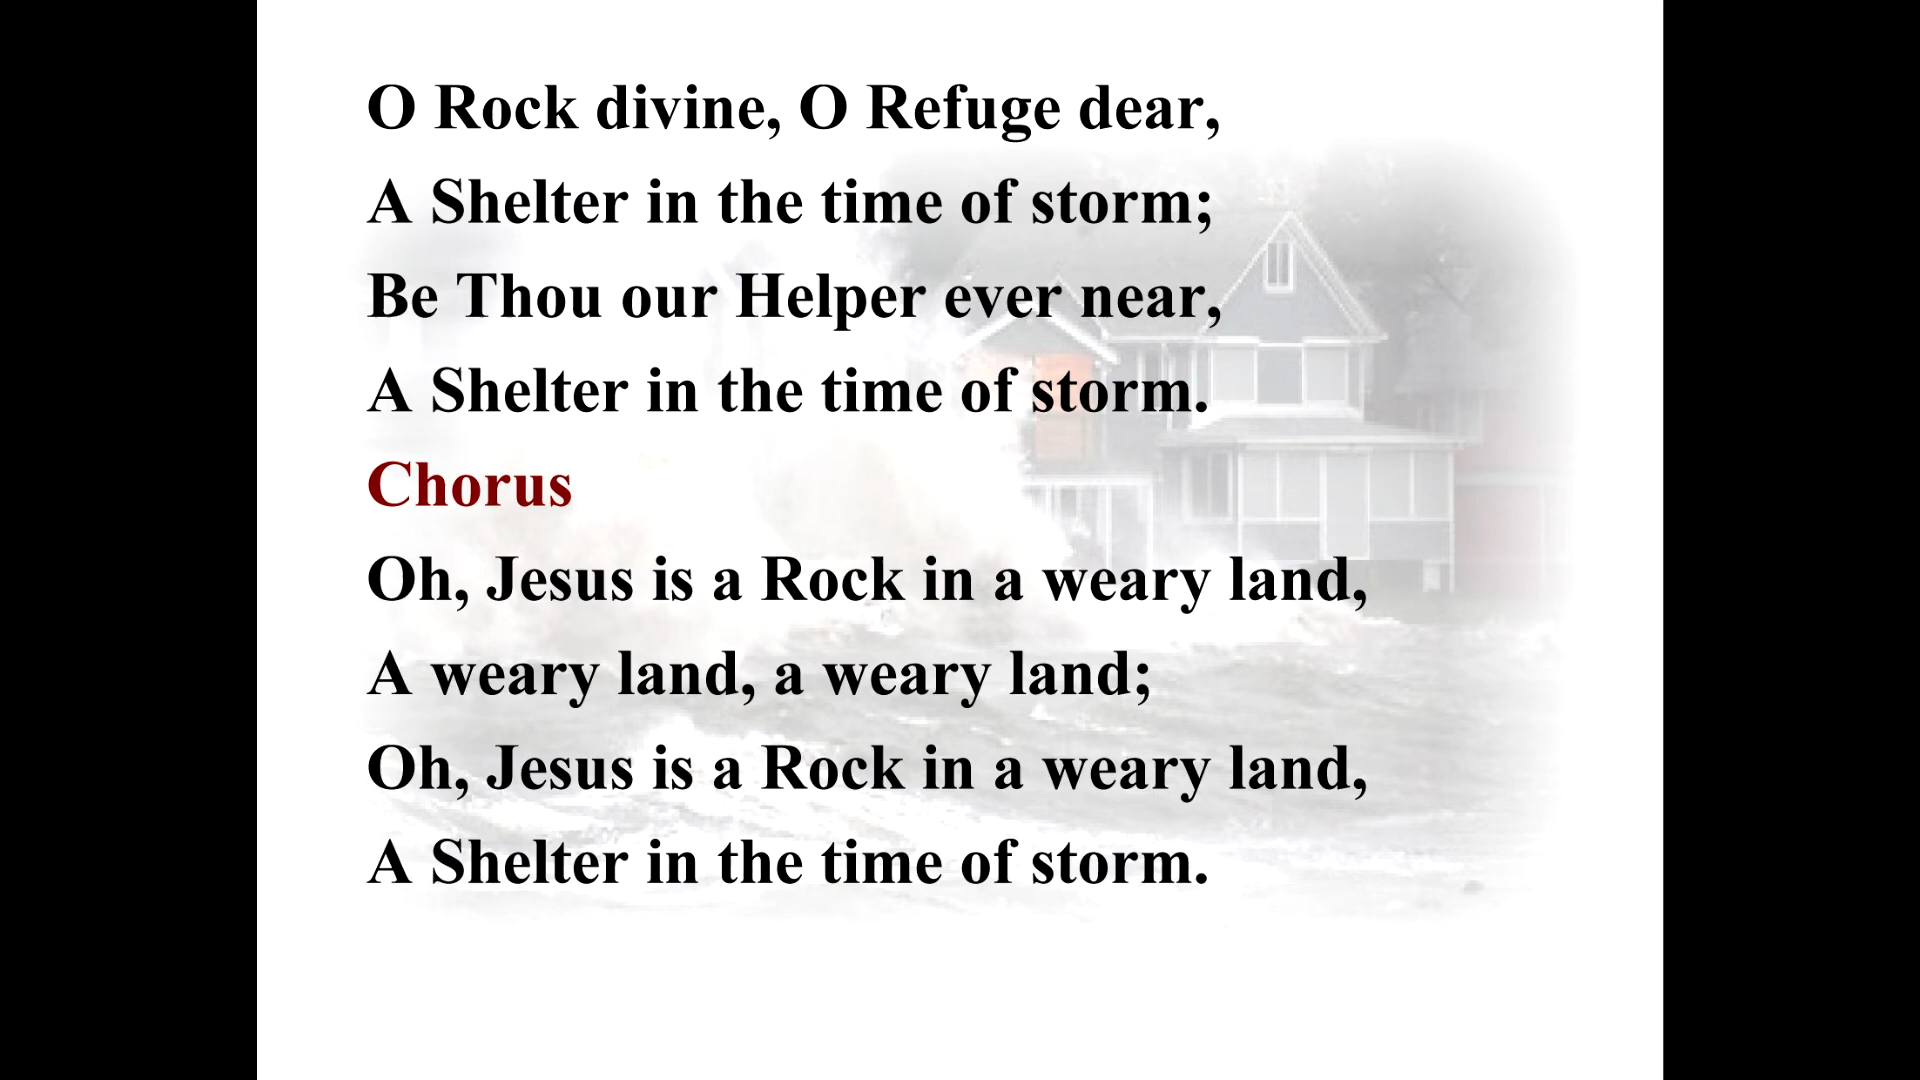 O Rock divine, O Refuge dear,
A Shelter in the time of storm;
Be Thou our Helper ever near,
A Shelter in the time of storm.
Chorus
Oh, Jesus is a Rock in a weary land,
A weary land, a weary land;
Oh, Jesus is a Rock in a weary land,
A Shelter in the time of storm.